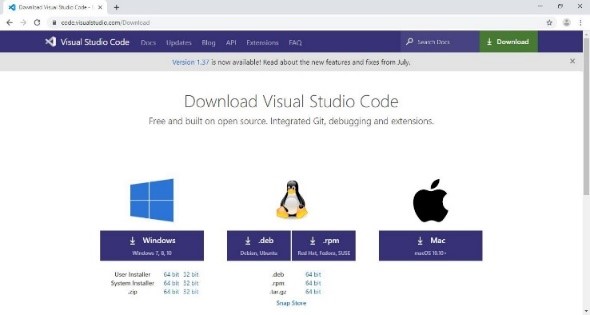 Download Visual Studio Code -
code.visualstudio.com/Download
Visual Studio Code Docs Updates Blog API Extensions FAQ Search Docs Download
Version 1.37 is now available! Read about the new features and fixes from July.
Download Visual Studio Code
Free and built on open source. Integrated Git, debugging and extensions.
Windows
Windows 7, 8, 10
.deb
Debian, Ubuntu
.rpm
Red Hat, Fedora, SUSE
Mac
macOS 10.10+
User Installer 64 bit 32 bit
System Installer 64 bit 32 bit
.zip 64 bit 32 bit
.deb 64 bit
.rpm 64 bit
.tar.gz 64 bit
Snap Store